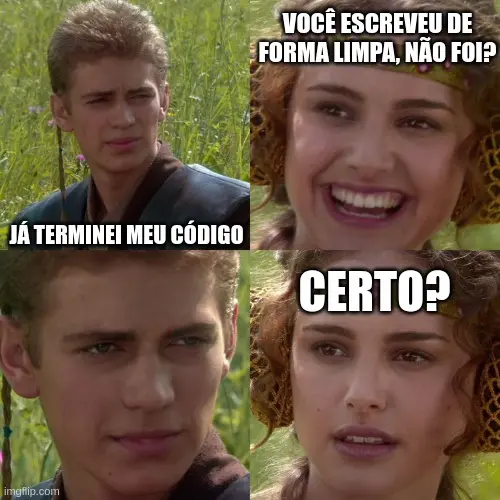 VOCÊ ESCREVEU DE
FORMA LIMPA, NÃO FOI?
JÁ TERMINEI MEU CÓDIGO
CERTO?
imgflip.com